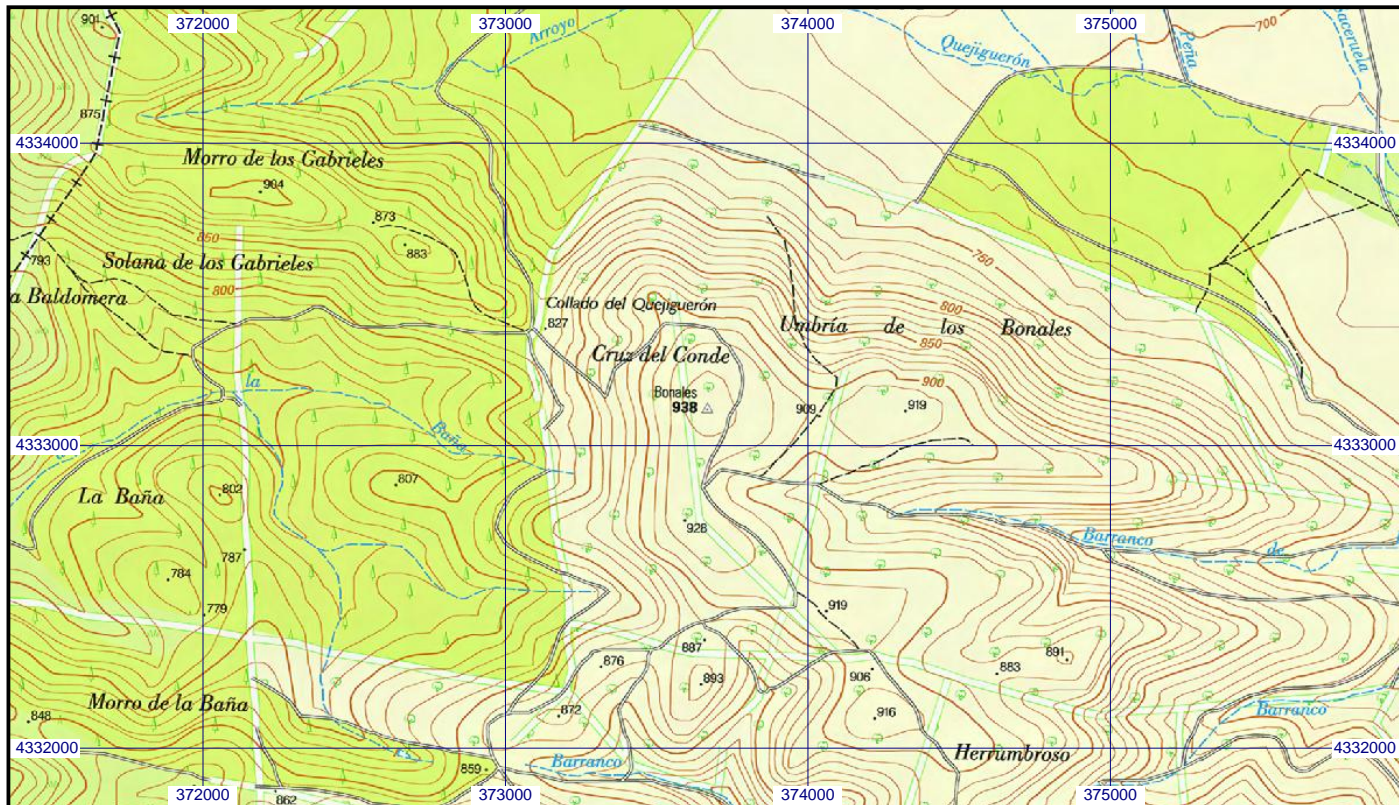 901
372000
373000
374000
375000
700
Arroyo
Quejiguerón
Peña
Baceruela
875
4334000
4334000
Morro de los Gabrieles
904
873
850
883
793
Solana de los Gabrieles
760
a Baldomera
800
Collado del Quejiguerón
800
827
Umbría de los Bonales
850
Cruz del Conde
la
900
Bonales
938
909
919
Baña
4333000
4333000
La Baña
802
807
928
Barranco de
787
784
779
919
887
891
876
883
893
906
Morro de la Baña
872
916
848
Barranco
4332000
4332000
Herrumbroso
859
Barranco
862
372000
373000
374000
375000